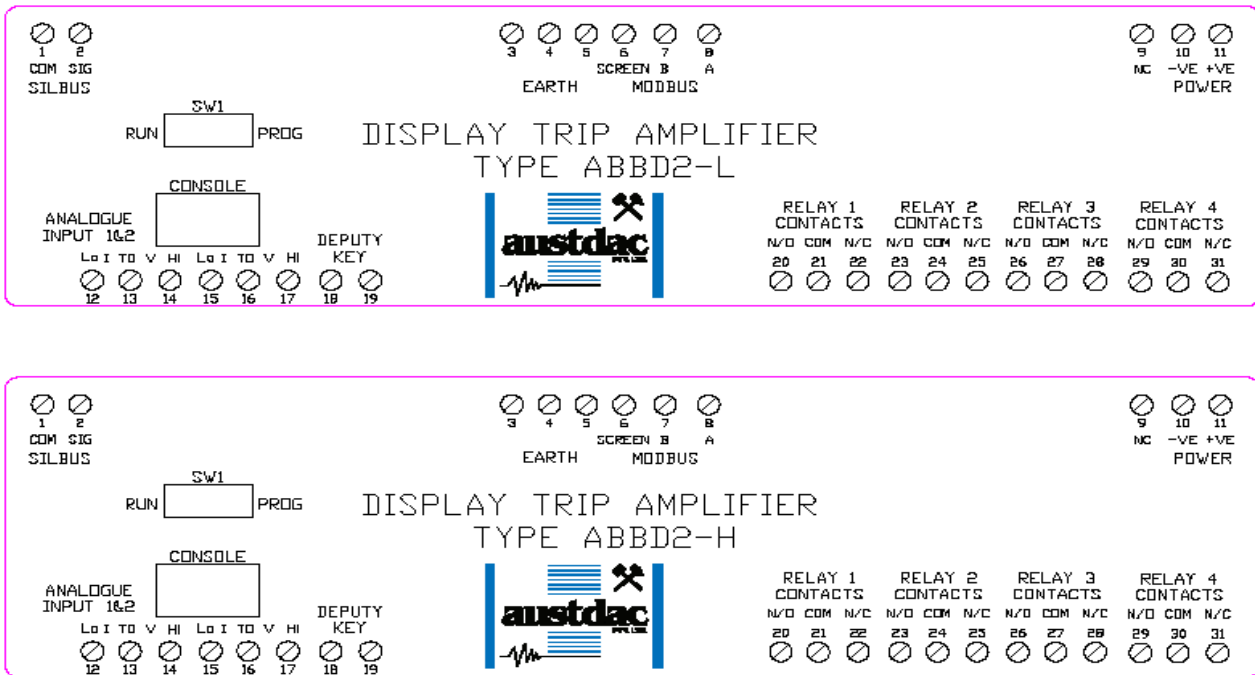 1 2 3 4 5 6 7 8 9 10 11
COM SIG SCREEN B A NC -VE +VE
SILBUS EARTH MODBUS POWER
SW1
RUN PROG DISPLAY TRIP AMPLIFIER
TYPE ABBD2-L
CONSOLE
ANALOGUE
INPUT 1&2
DEPUTY
KEY
Lo I TO V HI Lo I TO V HI
12 13 14 15 16 17 18 19
austdac
RELAY 1 RELAY 2 RELAY 3 RELAY 4
CONTACTS CONTACTS CONTACTS CONTACTS
N/O COM N/C N/O COM N/C N/O COM N/C N/O COM N/C
20 21 22 23 24 25 26 27 28 29 30 31
1 2 3 4 5 6 7 8 9 10 11
COM SIG SCREEN B A NC -VE +VE
SILBUS EARTH MODBUS POWER
SW1
RUN PROG DISPLAY TRIP AMPLIFIER
TYPE ABBD2-H
CONSOLE
ANALOGUE
INPUT 1&2
DEPUTY
KEY
Lo I TO V HI Lo I TO V HI
12 13 14 15 16 17 18 19
austdac
RELAY 1 RELAY 2 RELAY 3 RELAY 4
CONTACTS CONTACTS CONTACTS CONTACTS
N/O COM N/C N/O COM N/C N/O COM N/C N/O COM N/C
20 21 22 23 24 25 26 27 28 29 30 31